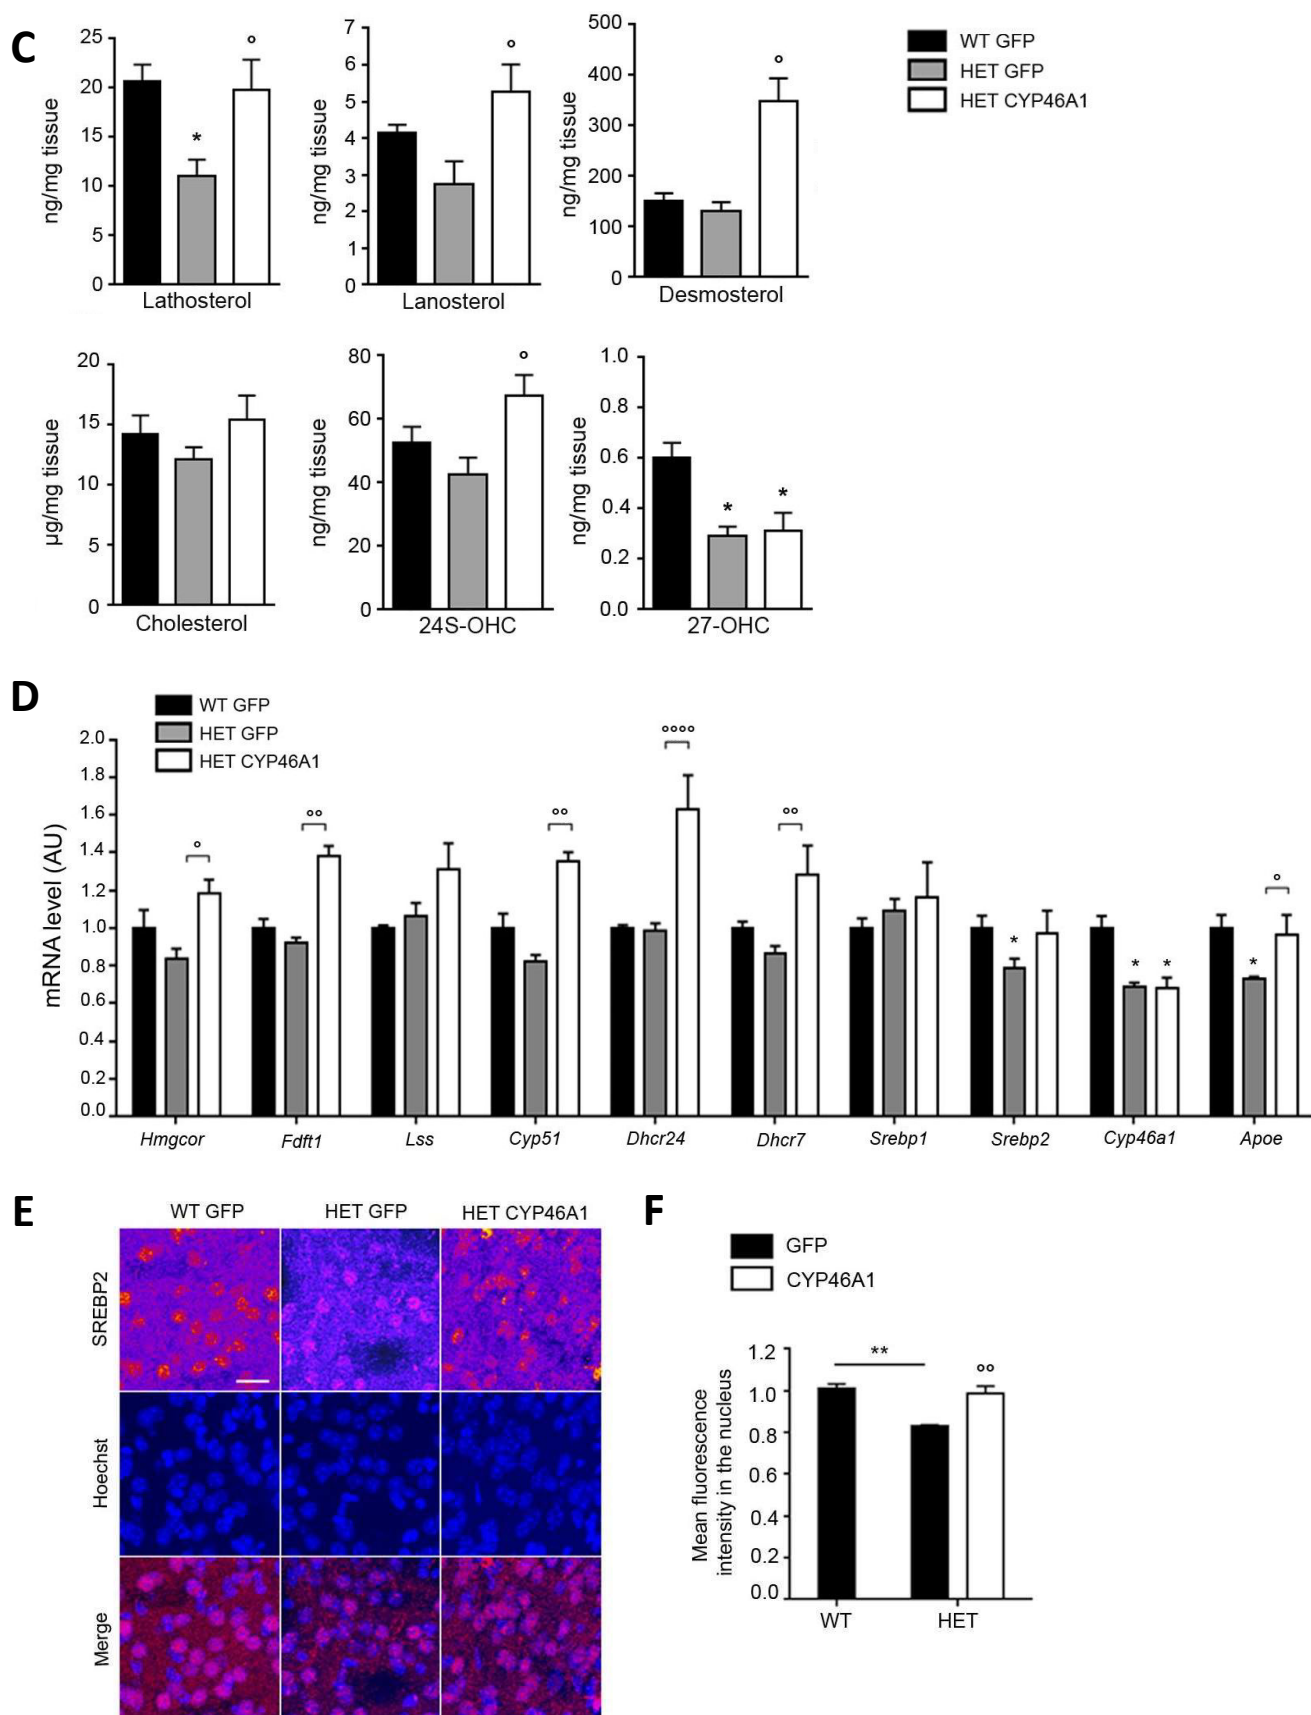 C
WT GFP
HET GFP
HET CYP46A1
ng/mg tissue
25
20
15
10
5
0
*
°
Lathosterol
ng/mg tissue
7
6
5
4
3
2
1
0
°
Lanosterol
ng/mg tissue
500
400
300
200
100
0
°
Desmosterol
µg/mg tissue
20
15
10
5
0
Cholesterol
ng/mg tissue
80
60
40
20
0
°
24S-OHC
ng/mg tissue
1.0
0.8
0.6
0.4
0.2
0.0
* *
27-OHC
D
WT GFP
HET GFP
HET CYP46A1
mRNA level (AU)
2.0
1.8
1.6
1.4
1.2
1.0
0.8
0.6
0.4
0.2
0.0
° °° °° °°°° °° * * * * °
Hmgcor Fdft1 Lss Cyp51 Dhcr24 Dhcr7 Srebp1 Srebp2 Cyp46a1 Apoe
E
WT GFP HET GFP HET CYP46A1
SREBP2
Hoechst
Merge
F
GFP
CYP46A1
Mean fluorescence
intensity in the nucleus
1.2
1.0
0.8
0.6
0.4
0.2
0.0
** °°
WT HET